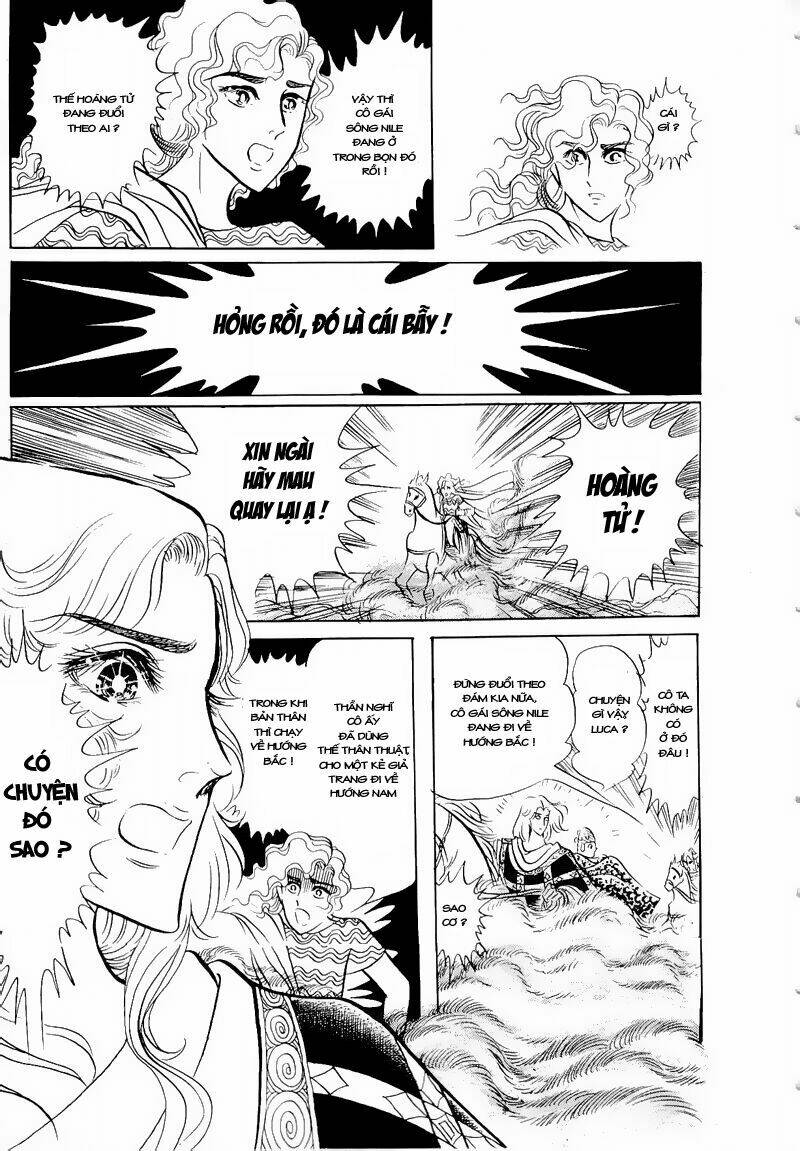 CÁI
GÌ ?
VẬY THÌ
CÔ GÁI
SÔNG NILE
ĐANG Ở
TRONG BỌN ĐÓ
RỒI !
THẾ HOÁNG TỬ
ĐANG ĐUỔI
THEO AI ?
HỎNG RỒI, ĐÓ LÀ CÁI BẪY !
HOÀNG
TỬ !
XIN NGÀI
HÃY MAU
QUAY LẠI Ạ !
CÔ TA
KHÔNG
CÓ
Ở ĐÓ
ĐÂU !
CHUYỆN
GÌ VẬY
LUCA ?
ĐỪNG ĐUỔI THEO
ĐÁM KIA NỮA,
CÔ GÁI SÔNG NILE
ĐANG ĐI VỀ
HƯỚNG BẮC !
SAO
CƠ ?
THẦN NGHĨ
CÔ ẤY
ĐÃ DÙNG
THẾ THÂN THUẬT,
CHO MỘT KẺ GIẢ
TRANG ĐI VỀ
HƯỚNG NAM
TRONG KHI
BẢN THÂN
THÌ CHẠY
VỀ HƯỚNG
BẮC !
CÓ
CHUYỆN
ĐÓ
SAO ?